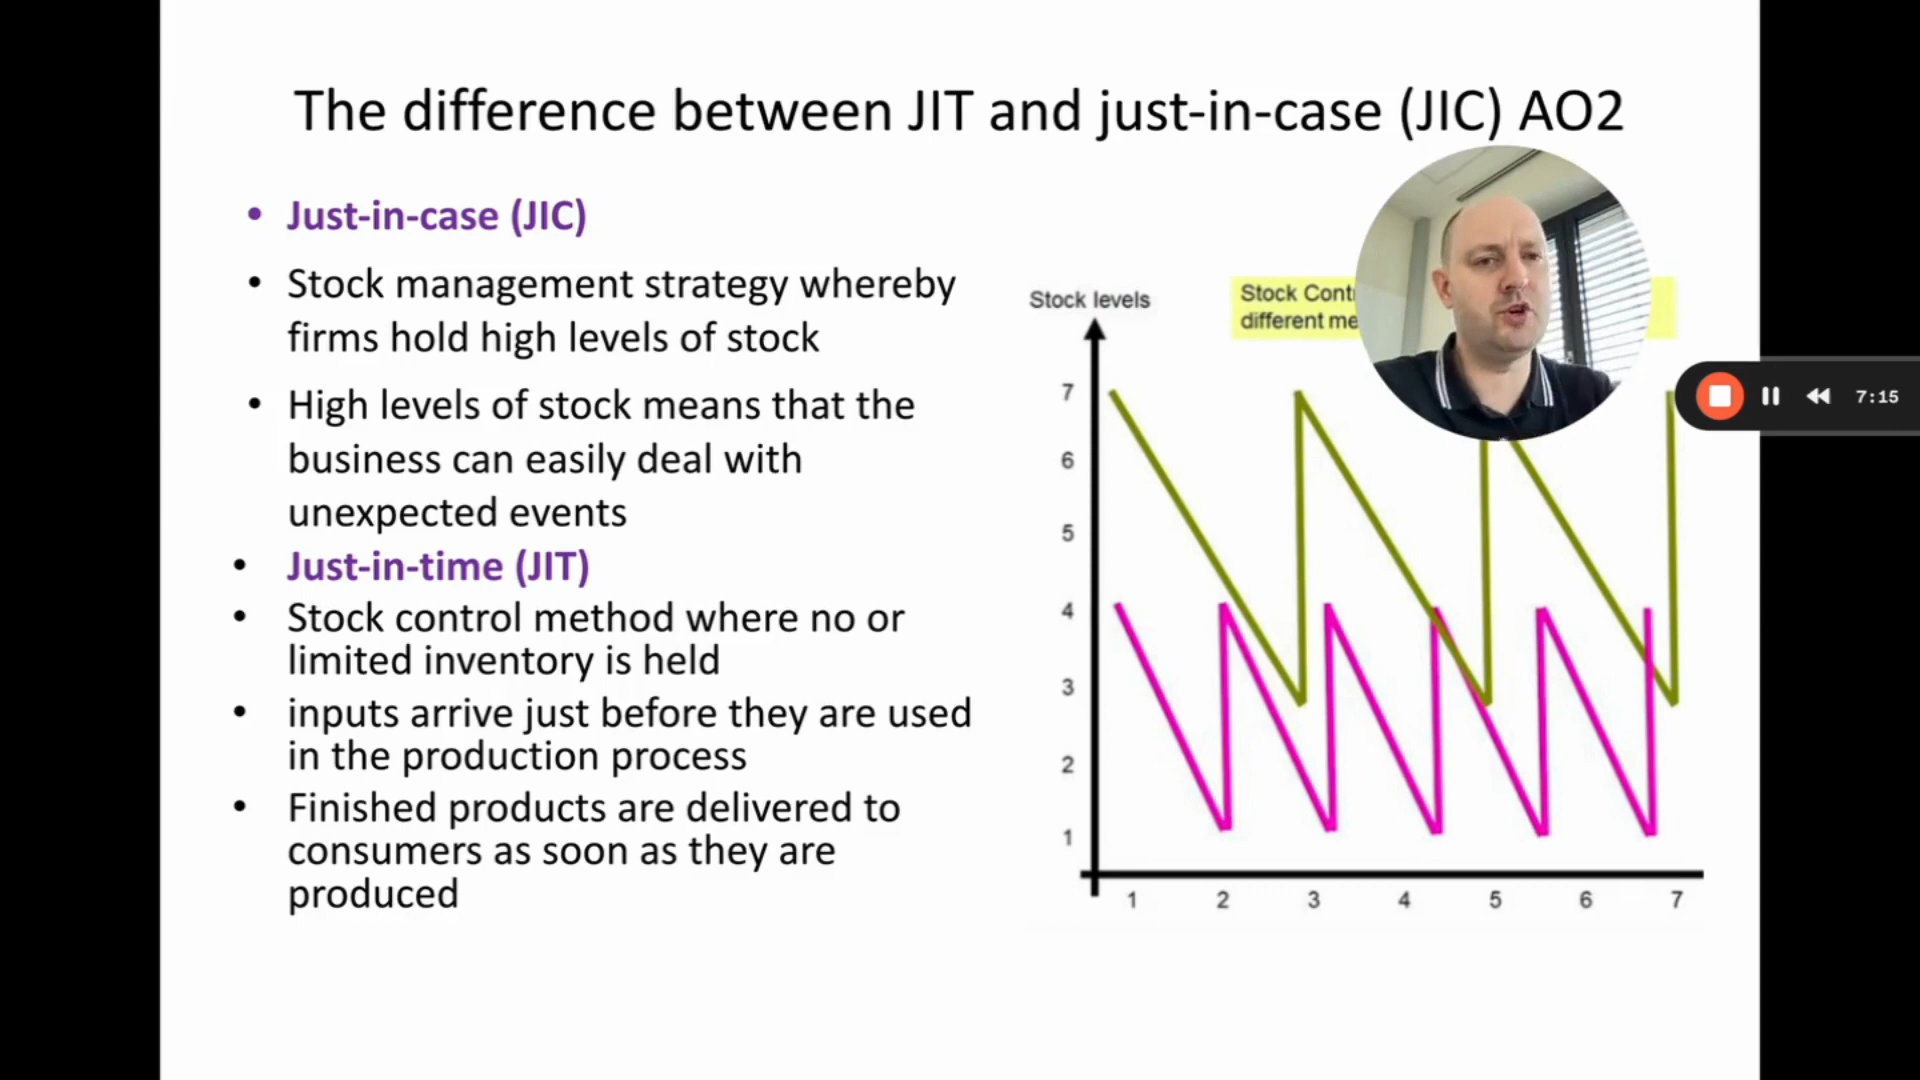 The difference between JIT and just-in-case (JIC) AO2
• Just-in-case (JIC)
• Stock management strategy whereby
firms hold high levels of stock
• High levels of stock means that the
business can easily deal with
unexpected events
• Just-in-time (JIT)
• Stock control method where no or
limited inventory is held
• inputs arrive just before they are used
in the production process
• Finished products are delivered to
consumers as soon as they are
produced
Stock levels
Stock
different
7
6
5
4
3
2
1
1 2 3 4 5 6 7
7:15